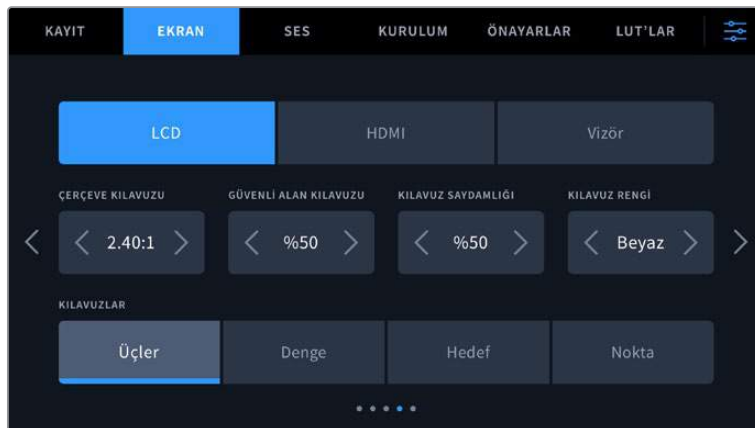 KAYIT EKRAN SES KURULUM ÖNAYARLAR LUT’LAR
LCD HDMI Vizör
ÇERÇEVE KILAVUZU GÜVENLİ ALAN KILAVUZU KILAVUZ SAYDAMLIĞI KILAVUZ RENGİ
2.40:1 %50 %50 Beyaz
KILAVUZLAR
Üçler Denge Hedef Nokta